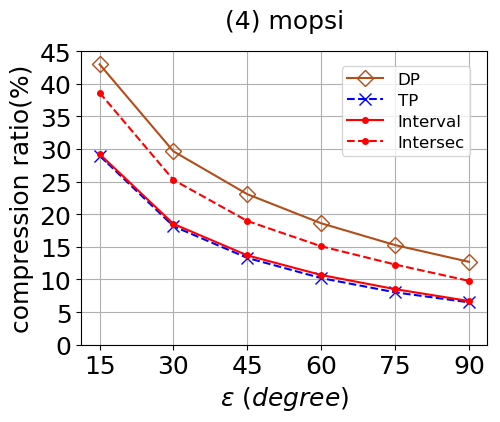 (4) mopsi
compression ratio(%)
45
40
35
30
25
20
15
10
5
0
DP
TP
Interval
Intersec
15 30 45 60 75 90
ε (degree)